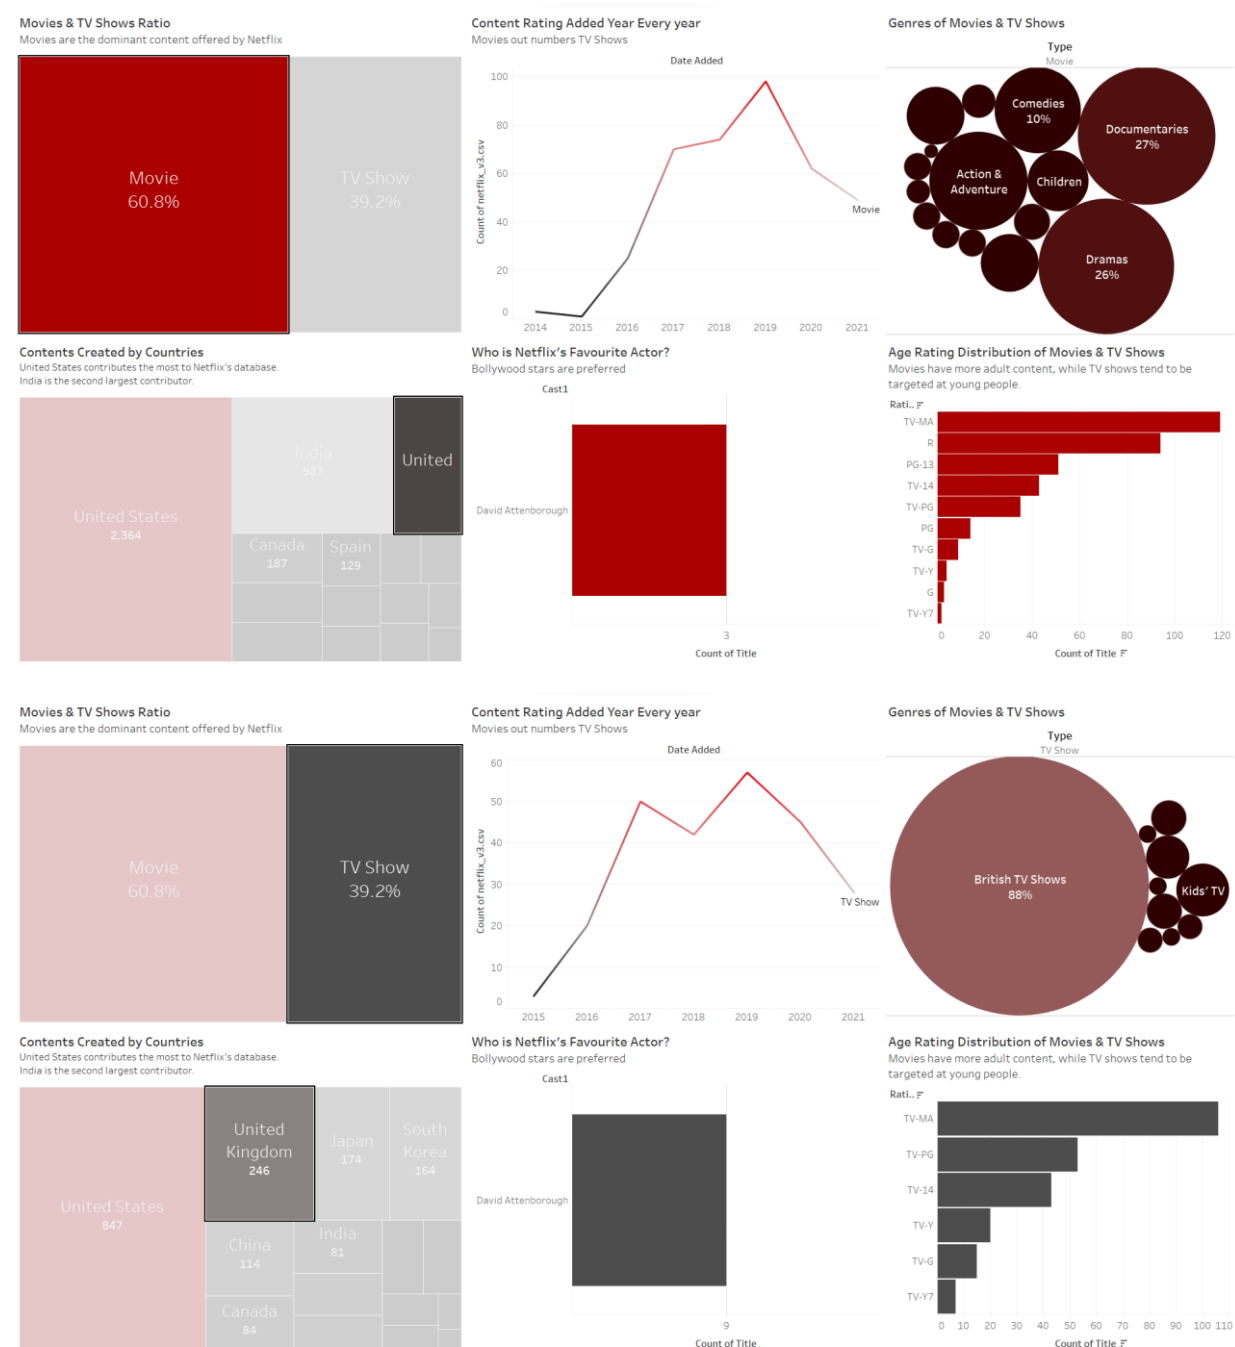 Movies & TV Shows Ratio
Movies are the dominant content offered by Netflix
Movie
60.8%
TV Show
39.2%
Content Rating Added Year Every year
Movies out numbers TV Shows
Date Added
Count of netflix_v3.csv
100
80
60
40
20
0
Movie
2014 2015 2016 2017 2018 2019 2020 2021
Genres of Movies & TV Shows
Type
Movie
Comedies
10%
Documentaries
27%
Action &
Adventure
Children
Dramas
26%
Contents Created by Countries
United States contributes the most to Netflix's database.
India is the second largest contributor.
United States
2,364
India
927
United
Canada
187
Spain
129
Who is Netflix's Favourite Actor?
Bollywood stars are preferred
Cast1
David Attenborough
3
Count of Title
Age Rating Distribution of Movies & TV Shows
Movies have more adult content, while TV shows tend to be
targeted at young people.
Rati..
TV-MA
R
PG-13
TV-14
TV-PG
PG
TV-G
TV-Y
G
TV-Y7
0 20 40 60 80 100 120
Count of Title
Movies & TV Shows Ratio
Movies are the dominant content offered by Netflix
Movie
60.8%
TV Show
39.2%
Content Rating Added Year Every year
Movies out numbers TV Shows
Date Added
Count of netflix_v3.csv
60
50
40
30
20
10
0
TV Show
2015 2016 2017 2018 2019 2020 2021
Genres of Movies & TV Shows
Type
TV Show
British TV Shows
88%
Kids' TV
Contents Created by Countries
United States contributes the most to Netflix's database.
India is the second largest contributor.
United States
847
United
Kingdom
246
Japan
174
South
Korea
164
China
114
India
81
Canada
84
Who is Netflix's Favourite Actor?
Bollywood stars are preferred
Cast1
David Attenborough
9
Count of Title
Age Rating Distribution of Movies & TV Shows
Movies have more adult content, while TV shows tend to be
targeted at young people.
Rati..
TV-MA
TV-PG
TV-14
TV-Y
TV-G
TV-Y7
0 10 20 30 40 50 60 70 80 90 100 110
Count of Title